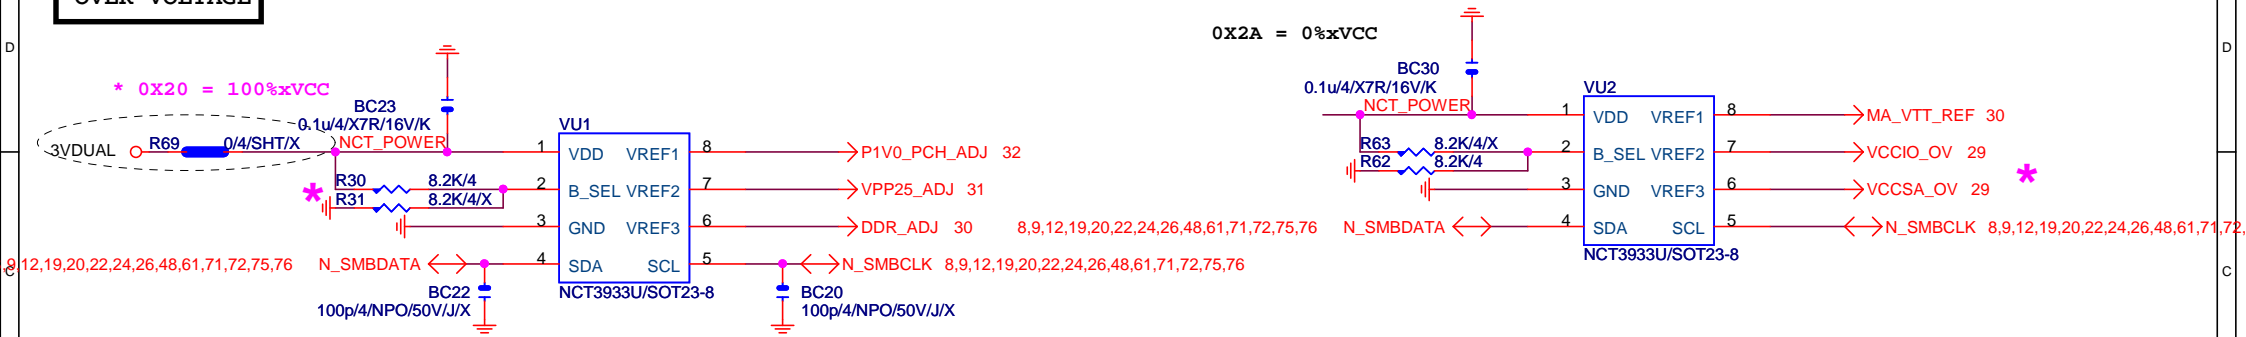 OVER VOLTAGE
D
* 0X20 = 100%xVCC
3VDUAL
R69
0/4/SHT/X
BC23
0.1u/4/X7R/16V/K
NCT_POWER
R30
8.2K/4
*
R31
8.2K/4/X
VU1
1 VDD VREF1 8
P1V0_PCH_ADJ 32
2 B_SEL VREF2 7
VPP25_ADJ 31
3 GND VREF3 6
DDR_ADJ 30
C
,9,12,19,20,22,24,26,48,61,71,72,75,76 N_SMBDATA
4 SDA SCL 5
N_SMBCLK 8,9,12,19,20,22,24,26,48,61,71,72,75,76
NCT3933U/SOT23-8
BC22
100p/4/NPO/50V/J/X
BC20
100p/4/NPO/50V/J/X
0X2A = 0%xVCC
D
BC30
0.1u/4/X7R/16V/K
NCT_POWER
R63
8.2K/4/X
R62
8.2K/4
VU2
1 VDD VREF1 8
MA_VTT_REF 30
2 B_SEL VREF2 7
VCCIO_OV 29
3 GND VREF3 6
VCCSA_OV 29
*
8,9,12,19,20,22,24,26,48,61,71,72,75,76 N_SMBDATA
4 SDA SCL 5
N_SMBCLK 8,9,12,19,20,22,24,26,48,61,71,72,
NCT3933U/SOT23-8
C